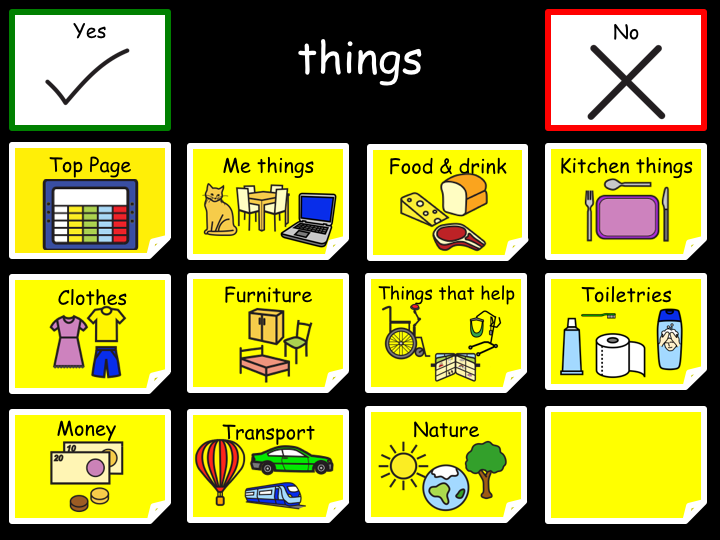 Yes
things
No
Top Page
Me things
Food & drink
Kitchen things
Clothes
Furniture
Things that help
Toiletries
Money
10
20
Transport
Nature